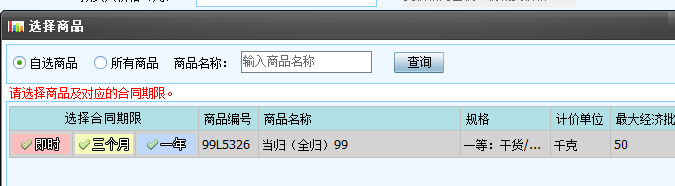 选择商品
自选商品 所有商品 商品名称： 输入商品名称 查询
请选择商品及对应的合同期限。
选择合同期限 商品编号 商品名称 规格 计价单位 最大经济批
即时 三个月 一年 99L5326 当归（全归）99 一等：干货/... 千克 50